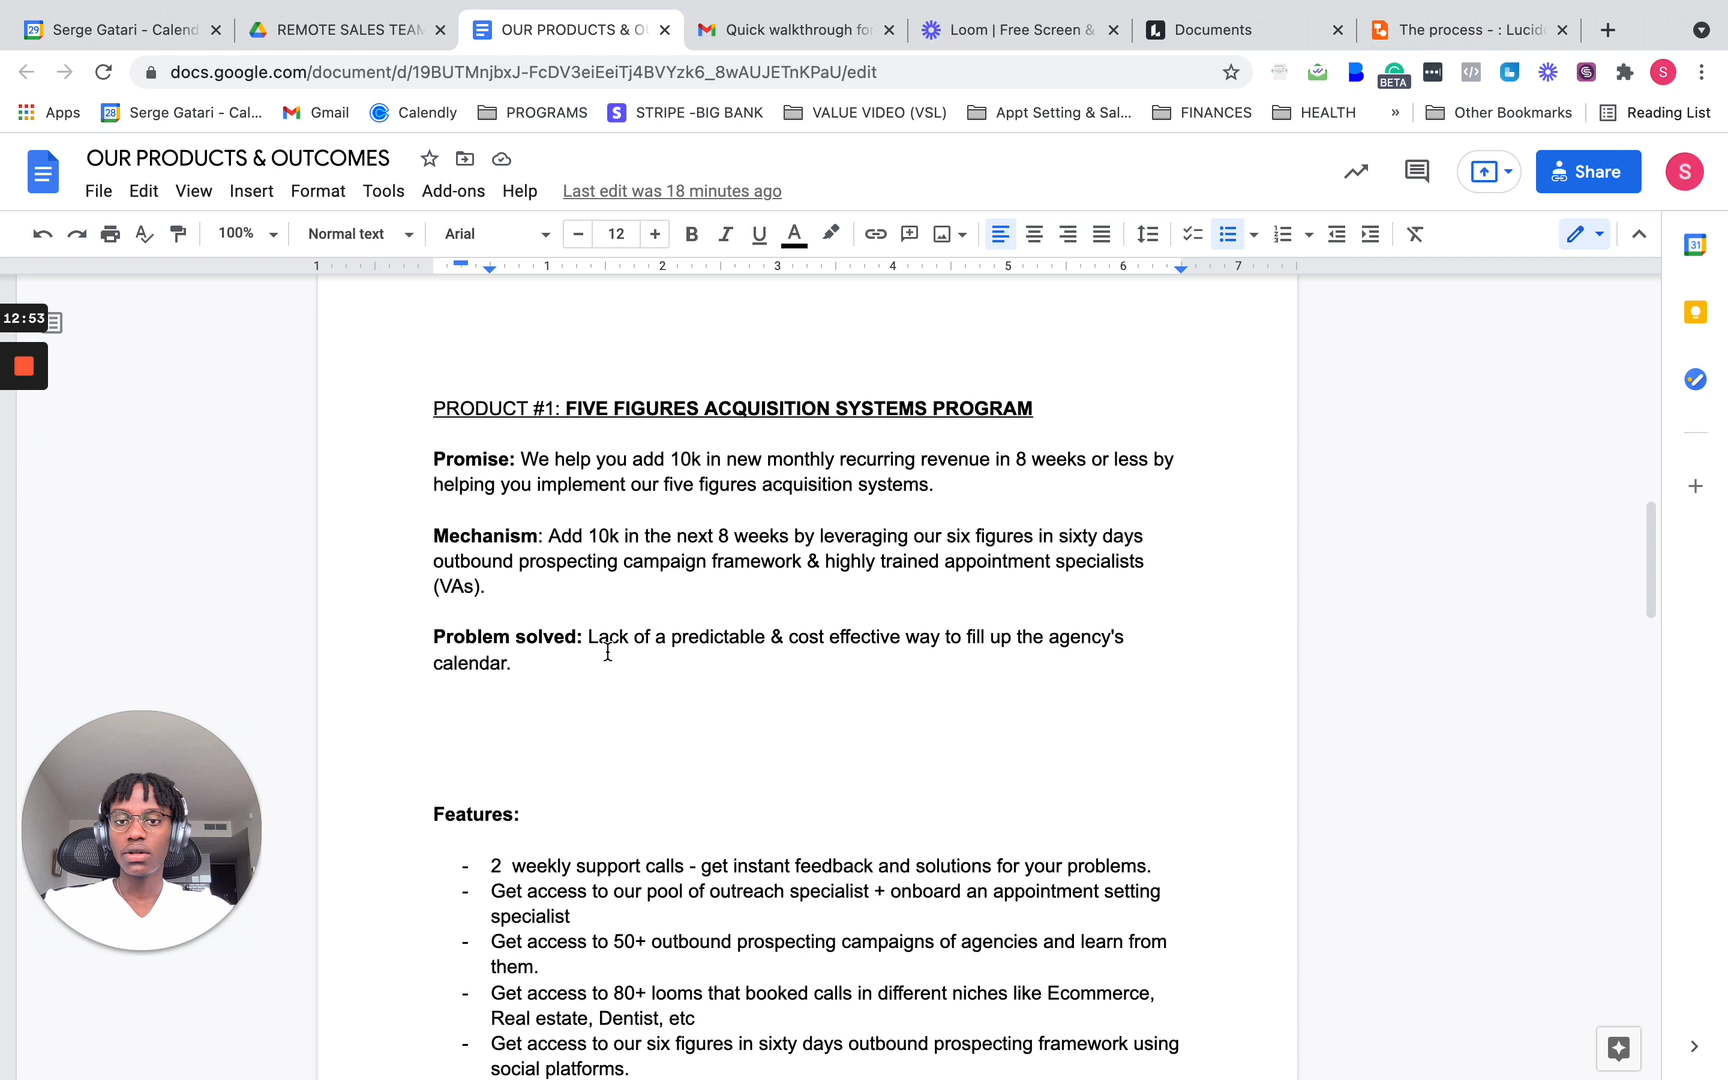 Serge Gatari - Calend
REMOTE SALES TEAM
OUR PRODUCTS & O
Quick walkthrough for
Loom | Free Screen &
Documents
The process - : Lucid
docs.google.com/document/d/19BUTMnjbxJ-FcDV3eiEeiTj4BVYzk6_8wAUJETnKPaU/edit
BETA
S
Apps
Serge Gatari - Cal...
Gmail
Calendly
PROGRAMS
STRIPE -BIG BANK
VALUE VIDEO (VSL)
Appt Setting & Sal...
FINANCES
HEALTH
»
Other Bookmarks
Reading List
OUR PRODUCTS & OUTCOMES
File Edit View Insert Format Tools Add-ons Help Last edit was 18 minutes ago
Share
S
100% Normal text Arial 12
1 1 2 3 4 5 6 7
12:53
PRODUCT #1: FIVE FIGURES ACQUISITION SYSTEMS PROGRAM
Promise: We help you add 10k in new monthly recurring revenue in 8 weeks or less by
helping you implement our five figures acquisition systems.
Mechanism: Add 10k in the next 8 weeks by leveraging our six figures in sixty days
outbound prospecting campaign framework & highly trained appointment specialists
(VAs).
Problem solved: Lack of a predictable & cost effective way to fill up the agency's
calendar.
Features:
- 2 weekly support calls - get instant feedback and solutions for your problems.
- Get access to our pool of outreach specialist + onboard an appointment setting
specialist
- Get access to 50+ outbound prospecting campaigns of agencies and learn from
them.
- Get access to 80+ looms that booked calls in different niches like Ecommerce,
Real estate, Dentist, etc
- Get access to our six figures in sixty days outbound prospecting framework using
social platforms.